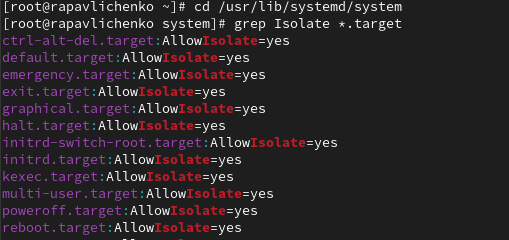 [root@rapavlichenko ~]# cd /usr/lib/systemd/system
[root@rapavlichenko system]# grep Isolate *.target
ctrl-alt-del.target:AllowIsolate=yes
default.target:AllowIsolate=yes
emergency.target:AllowIsolate=yes
exit.target:AllowIsolate=yes
graphical.target:AllowIsolate=yes
halt.target:AllowIsolate=yes
initrd-switch-root.target:AllowIsolate=yes
initrd.target:AllowIsolate=yes
kexec.target:AllowIsolate=yes
multi-user.target:AllowIsolate=yes
poweroff.target:AllowIsolate=yes
reboot.target:AllowIsolate=yes